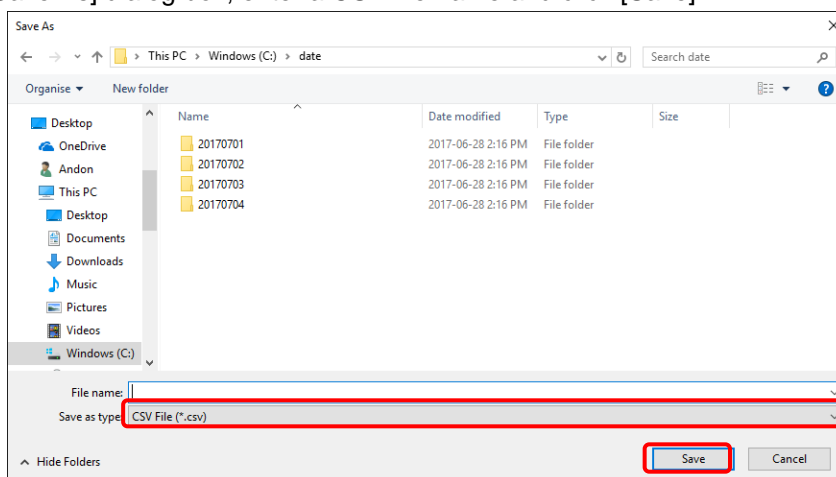 Save As
This PC > Windows (C:) > date
Search date
Organise
New folder
Name Date modified Type Size
Desktop
OneDrive
Andon
This PC
Desktop
Documents
Downloads
Music
Pictures
Videos
Windows (C:)
20170701 2017-06-28 2:16 PM File folder
20170702 2017-06-28 2:16 PM File folder
20170703 2017-06-28 2:16 PM File folder
20170704 2017-06-28 2:16 PM File folder
File name:
Save as type: CSV File (*.csv)
Hide Folders
Save
Cancel